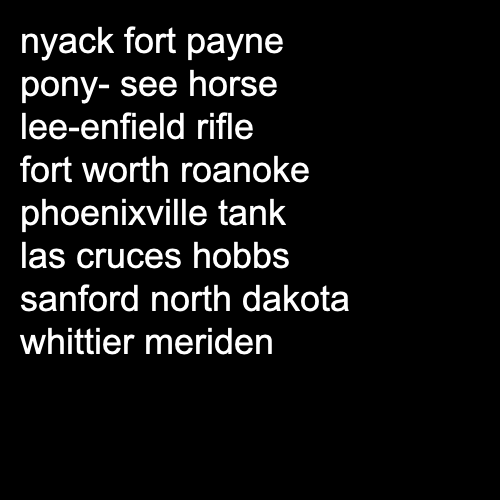 nyack fort payne
pony- see horse
lee-enfield rifle
fort worth roanoke
phoenixville tank
las cruces hobbs
sanford north dakota
whittier meriden